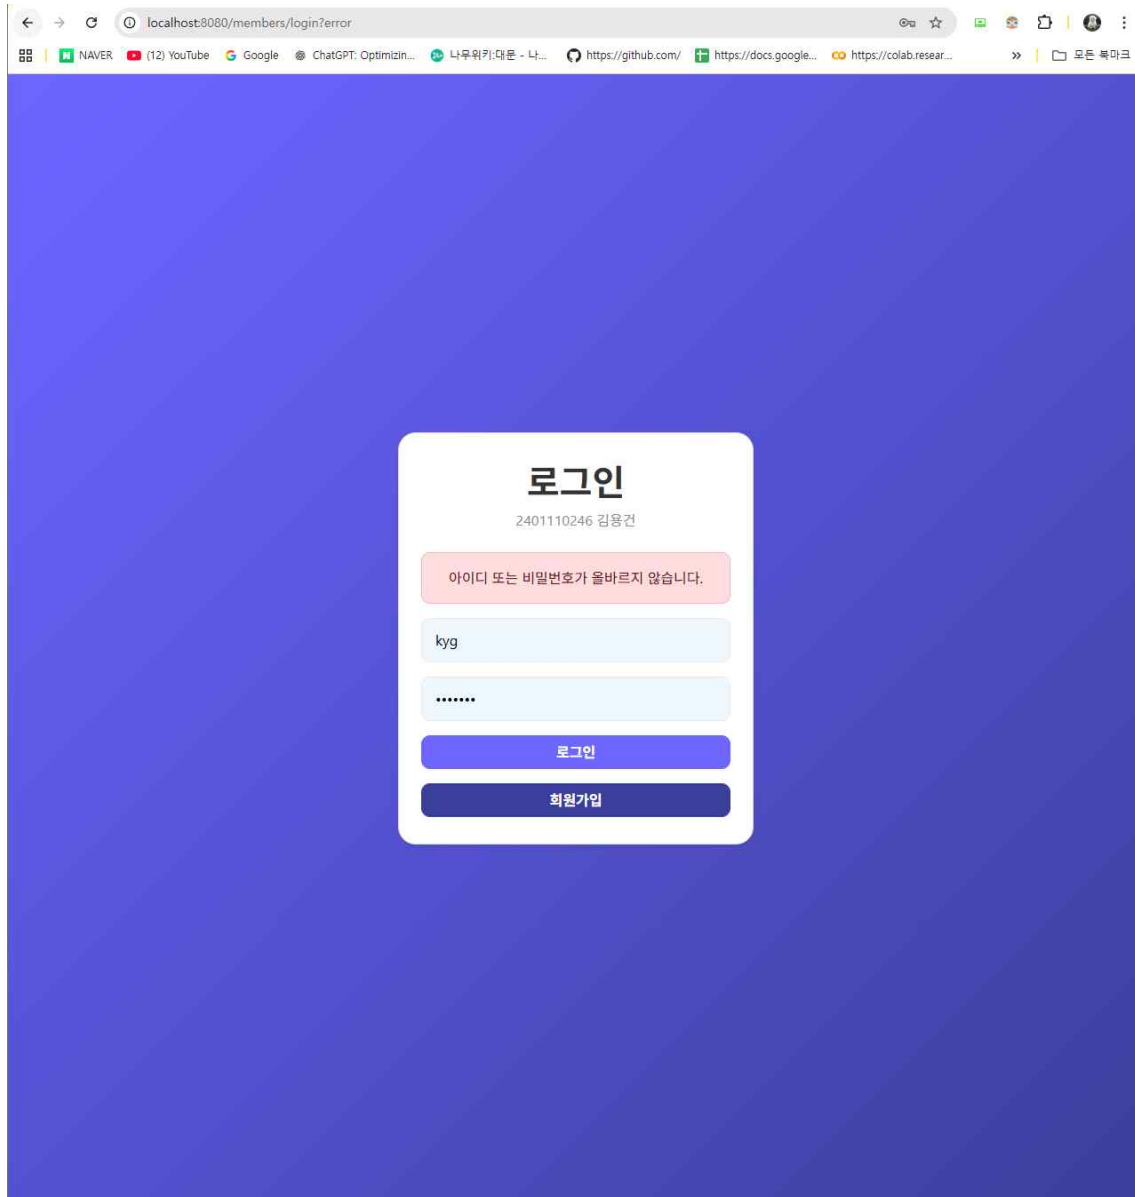 localhost:8080/members/login?error
NAVER
(12) YouTube
Google
ChatGPT: Optimizin...
나무위키:대문 - 나...
https://github.com/
https://docs.google...
https://colab.resear...
모든 북마크
로그인
2401110246 김용건
아이디 또는 비밀번호가 올바르지 않습니다.
kyg
•••••••
로그인
회원가입